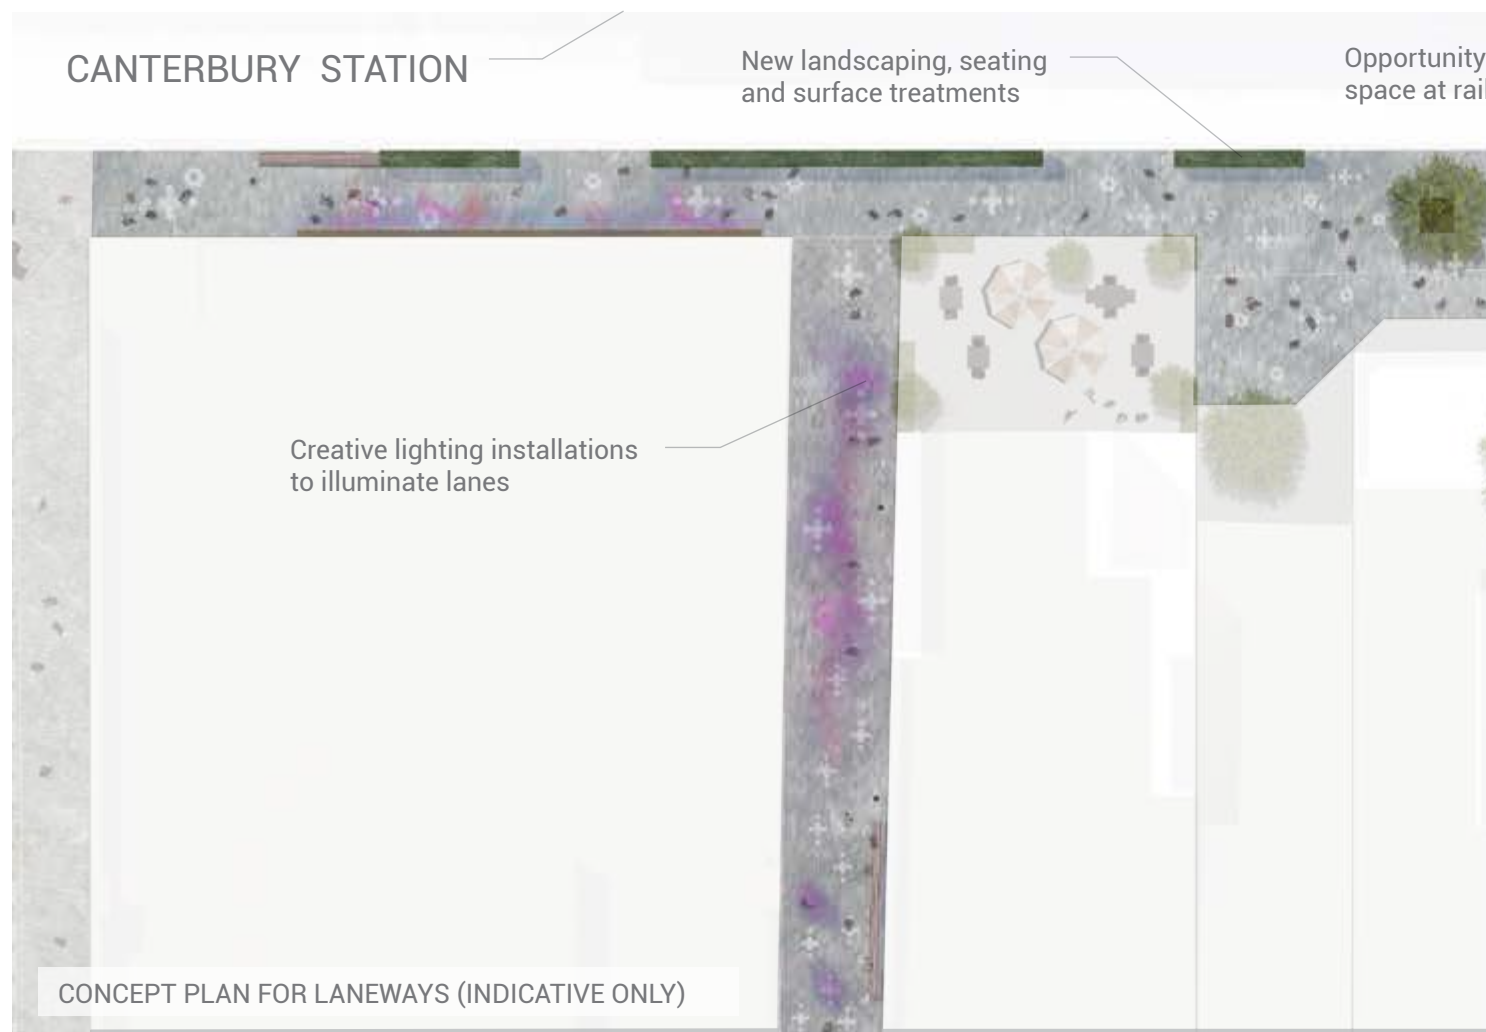 CANTERBURY STATION
New landscaping, seating
and surface treatments
Opportunity
space at rail
Creative lighting installations
to illuminate lanes
CONCEPT PLAN FOR LANEWAYS (INDICATIVE ONLY)